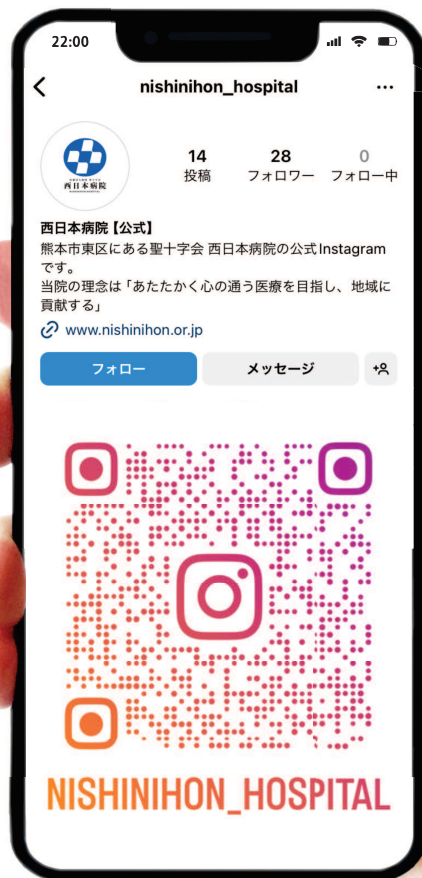 22:00
nishinihon_hospital
西日本病院
14
28
0
投稿
フォロワー
フォロー中
西日本病院【公式】
熊本市東区にある聖十字会 西日本病院の公式Instagram
です。
当院の理念は「あたたかく心の通う医療を目指し、地域に
貢献する」
www.nishinihon.or.jp
フォロー
メッセージ
NISHINIHON_HOSPITAL